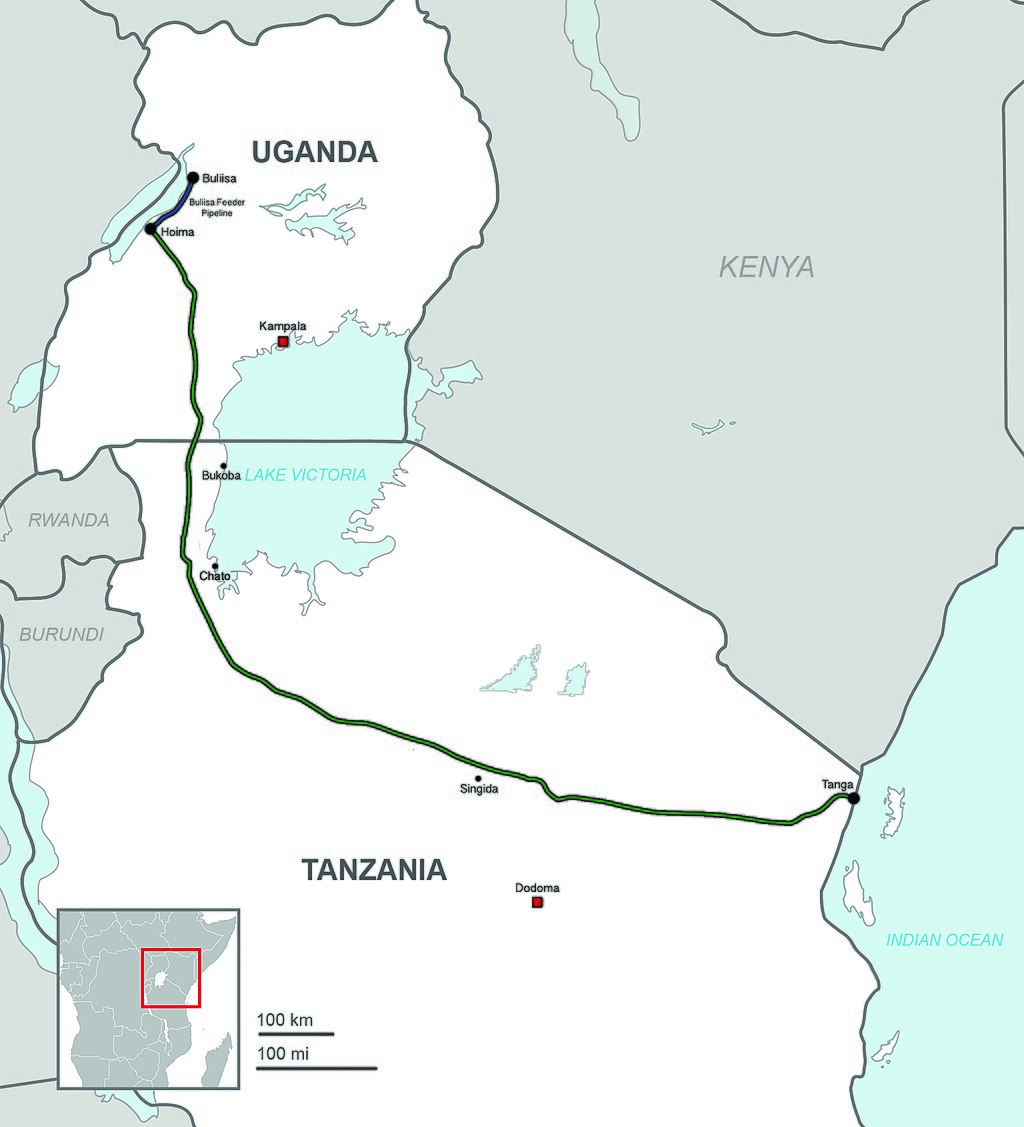 UGANDA
Buliisa
Buliisa Feeder
Pipeline
Hoima
KENYA
Kampala
Bukoba
LAKE VICTORIA
RWANDA
Chato
BURUNDI
Singida
Tanga
TANZANIA
Dodoma
INDIAN OCEAN
100 km
100 mi